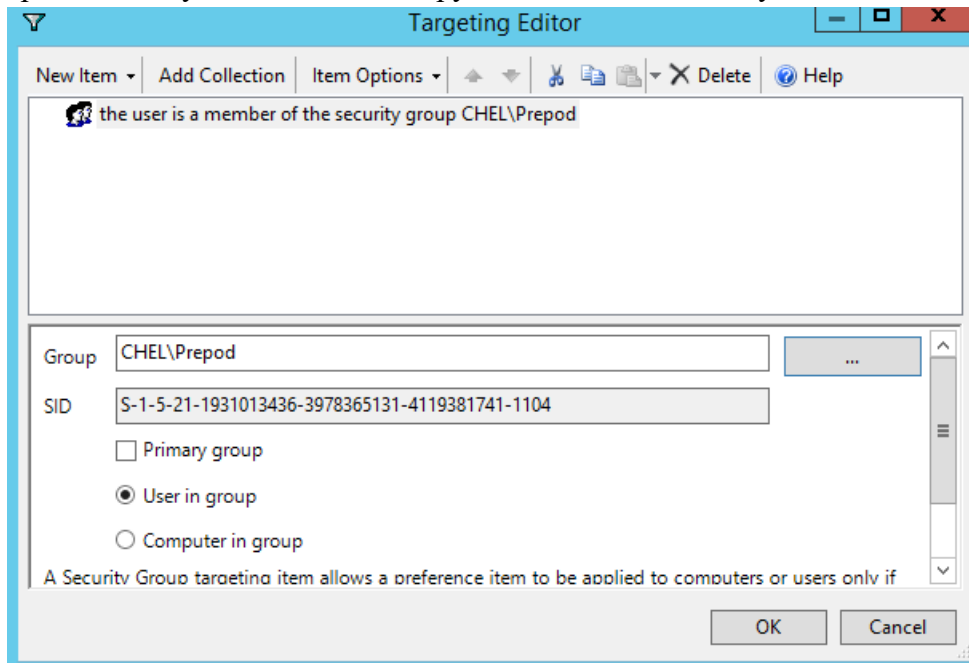 Targeting Editor
New Item Add Collection Item Options Delete Help
the user is a member of the security group CHEL\Prepod
Group CHEL\Prepod ...
SID S-1-5-21-1931013436-3978365131-4119381741-1104
Primary group
User in group
Computer in group
A Security Group targeting item allows a preference item to be applied to computers or users only if
OK Cancel